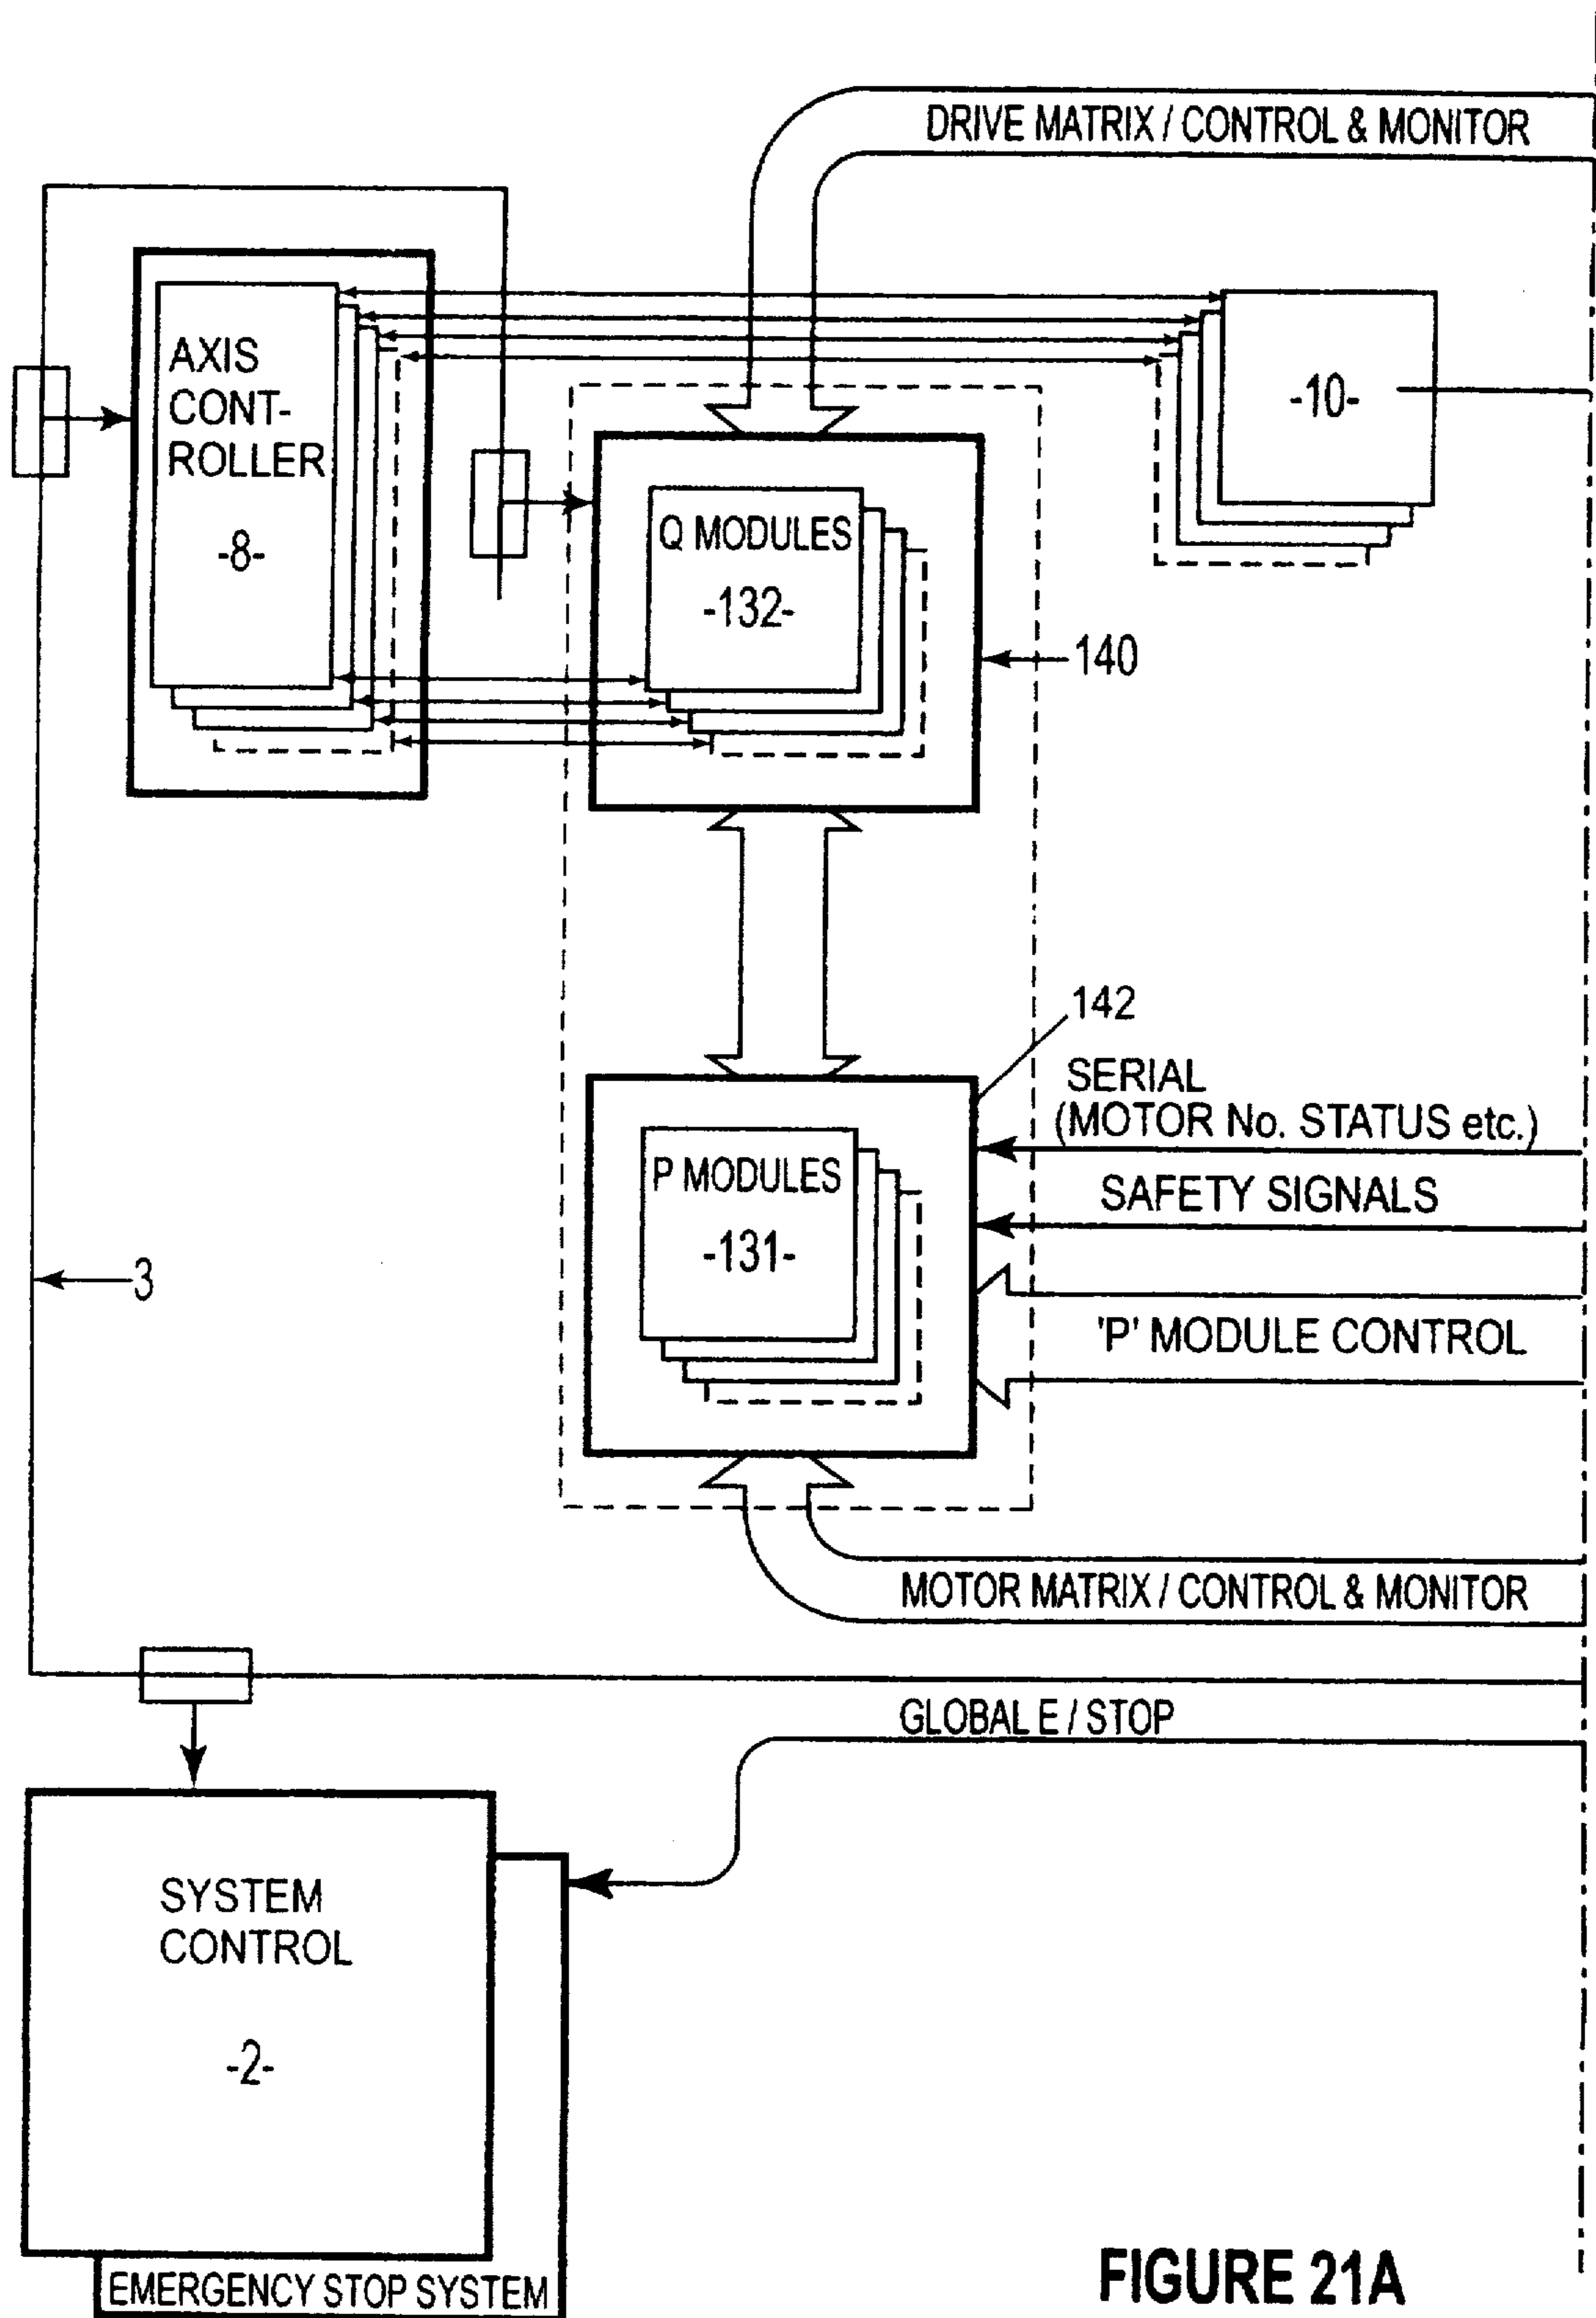 DRIVE MATRIX / CONTROL & MONITOR
AXIS
CONT-
ROLLER
-8-
-10-
Q MODULES
-132-
140
142
SERIAL
(MOTOR No. STATUS etc.)
P MODULES
-131-
SAFETY SIGNALS
3
'P' MODULE CONTROL
MOTOR MATRIX / CONTROL & MONITOR
GLOBAL E / STOP
SYSTEM
CONTROL
-2-
EMERGENCY STOP SYSTEM
FIGURE 21A